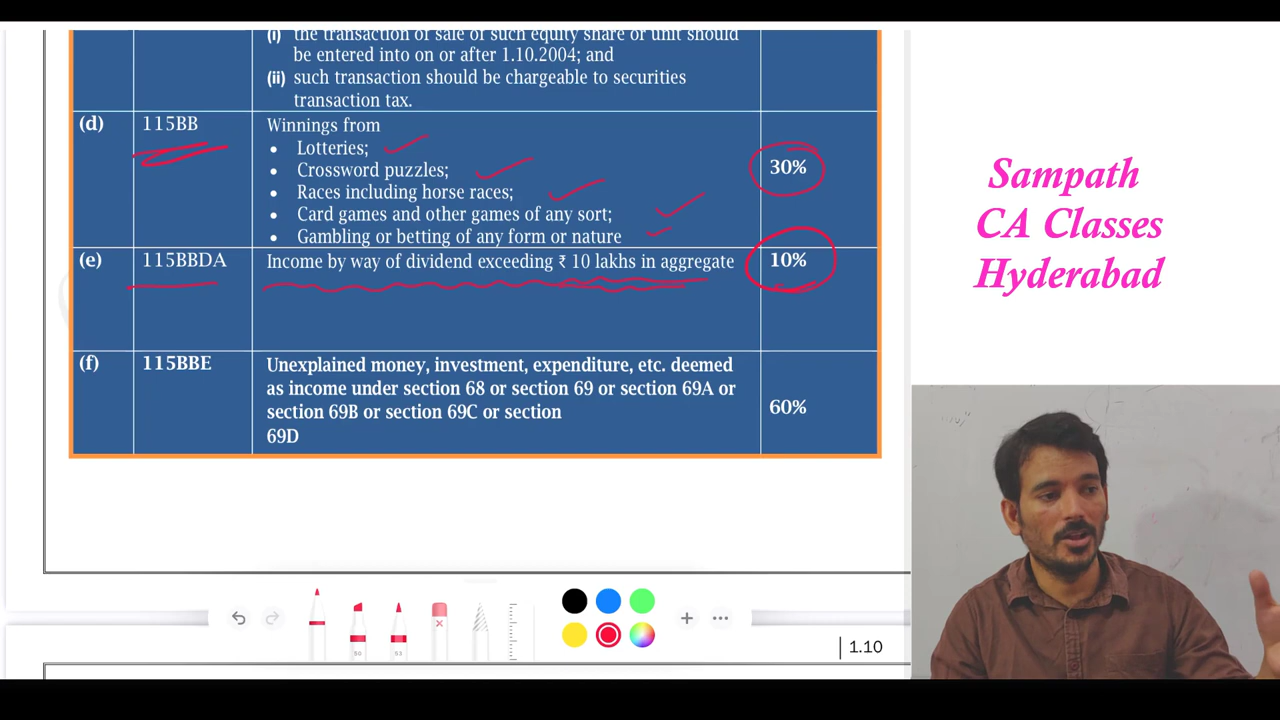 (i) the transaction of sale of such equity share or unit should
be entered into on or after 1.10.2004; and
(ii) such transaction should be chargeable to securities
transaction tax.
(d) 115BB Winnings from
• Lotteries;
• Crossword puzzles;
30%
• Races including horse races;
• Card games and other games of any sort;
• Gambling or betting of any form or nature
(e) 115BBDA Income by way of dividend exceeding ₹ 10 lakhs in aggregate 10%
(f) 115BBE Unexplained money, investment, expenditure, etc. deemed
as income under section 68 or section 69 or section 69A or
section 69B or section 69C or section
60%
69D
Sampath
CA Classes
Hyderabad
50
53
1.10